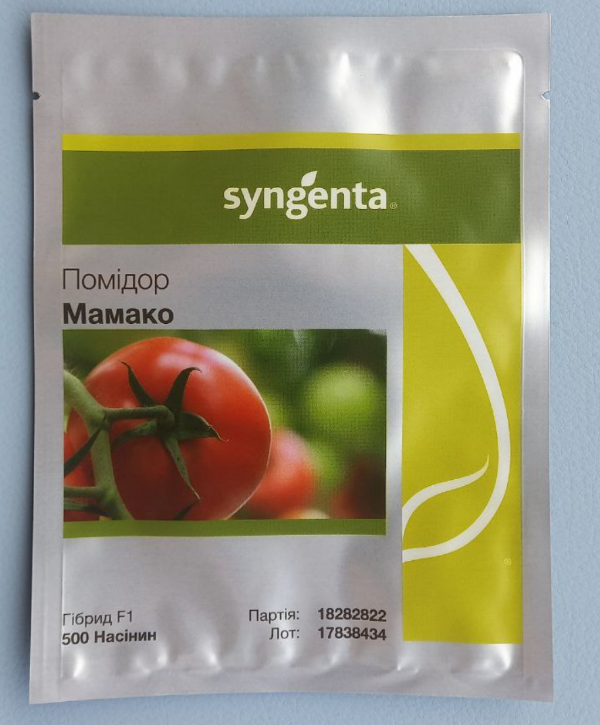 syngenta®
Помідор
Мамако
Гібрид F1
500 Насінин
Партія: 18282822
Лот: 17838434
®